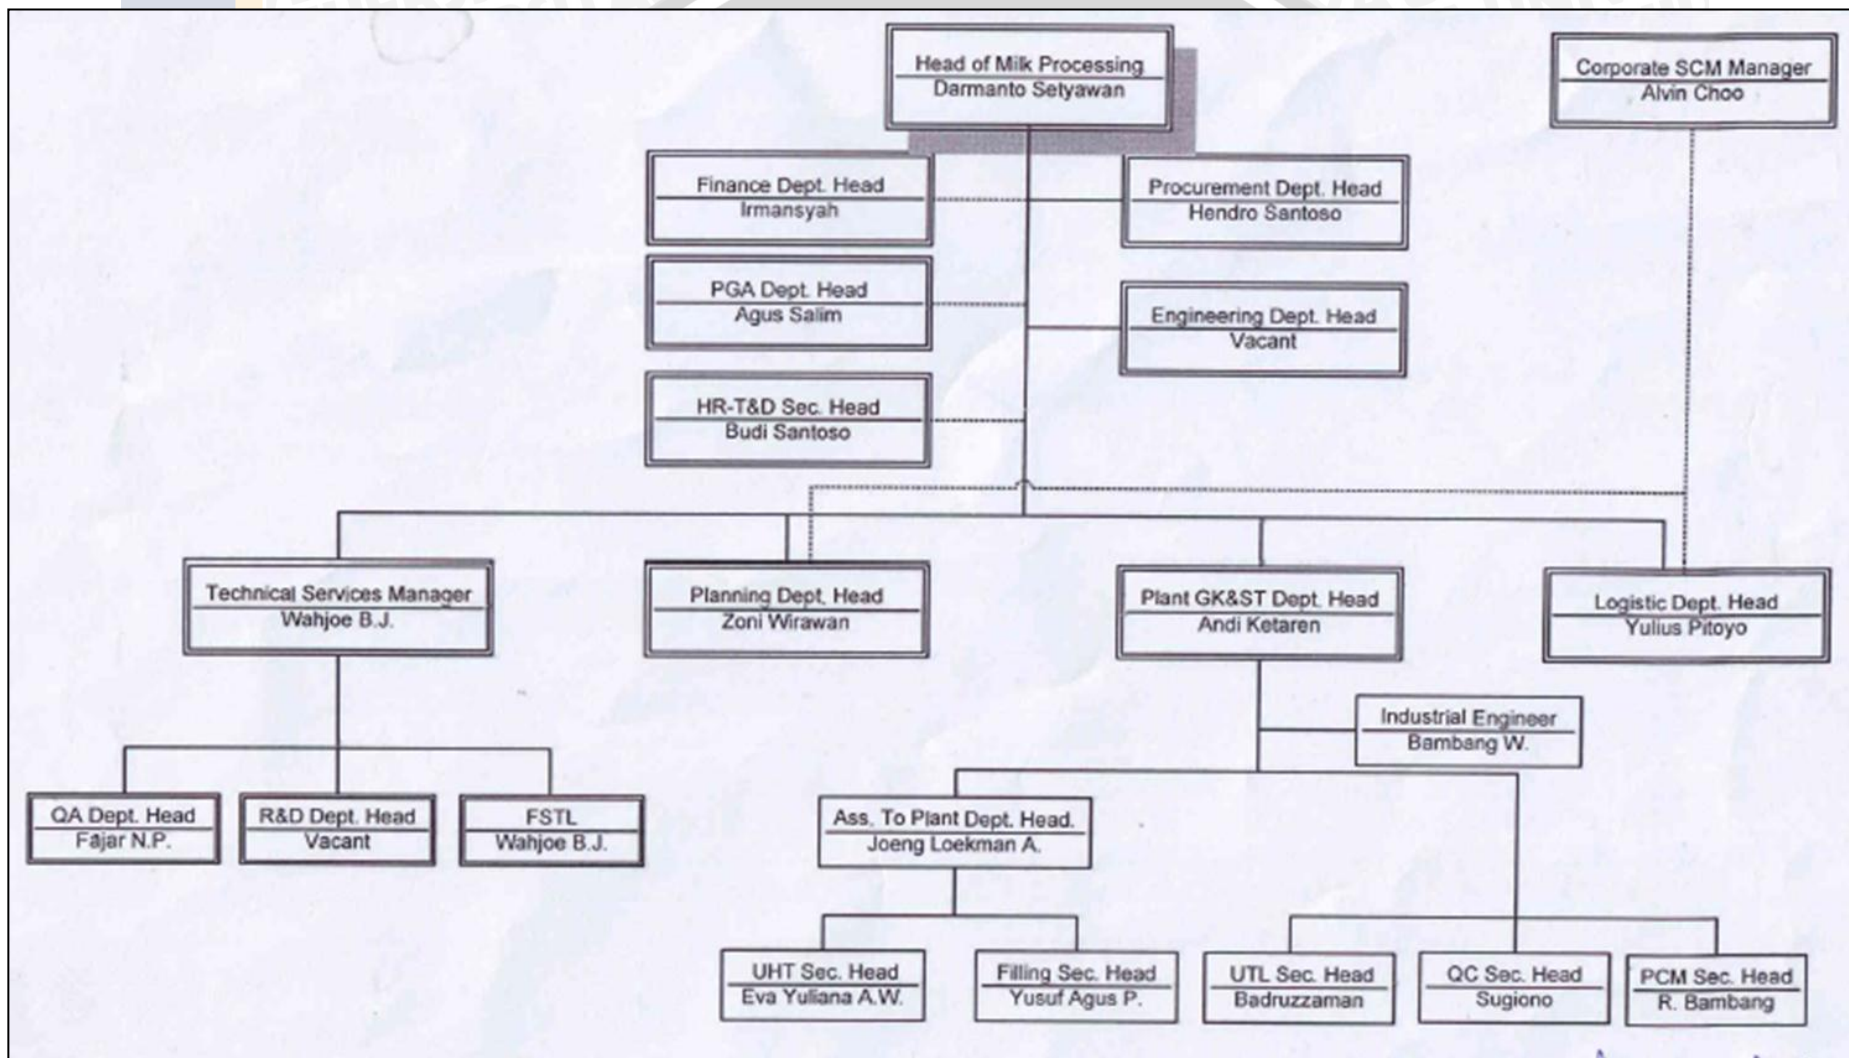 Head of Milk Processing
Darmanto Setyawan
Corporate SCM Manager
Alvin Choo
Finance Dept. Head
Irmansyah
Procurement Dept. Head
Hendro Santoso
PGA Dept. Head
Agus Salim
Engineering Dept. Head
Vacant
HR-T&D Sec. Head
Budi Santoso
Technical Services Manager
Wahjoe B.J.
Planning Dept. Head
Zoni Wirawan
Plant GK&ST Dept. Head
Andi Ketaren
Logistic Dept. Head
Yulius Pitoyo
Industrial Engineer
Bambang W.
QA Dept. Head
Fajar N.P.
R&D Dept. Head
Vacant
FSTL
Wahjoe B.J.
Ass. To Plant Dept. Head.
Joeng Loekman A.
UHT Sec. Head
Eva Yuliana A.W.
Filling Sec. Head
Yusuf Agus P.
UTL Sec. Head
Badruzzaman
QC Sec. Head
Sugiono
PCM Sec. Head
R. Bambang